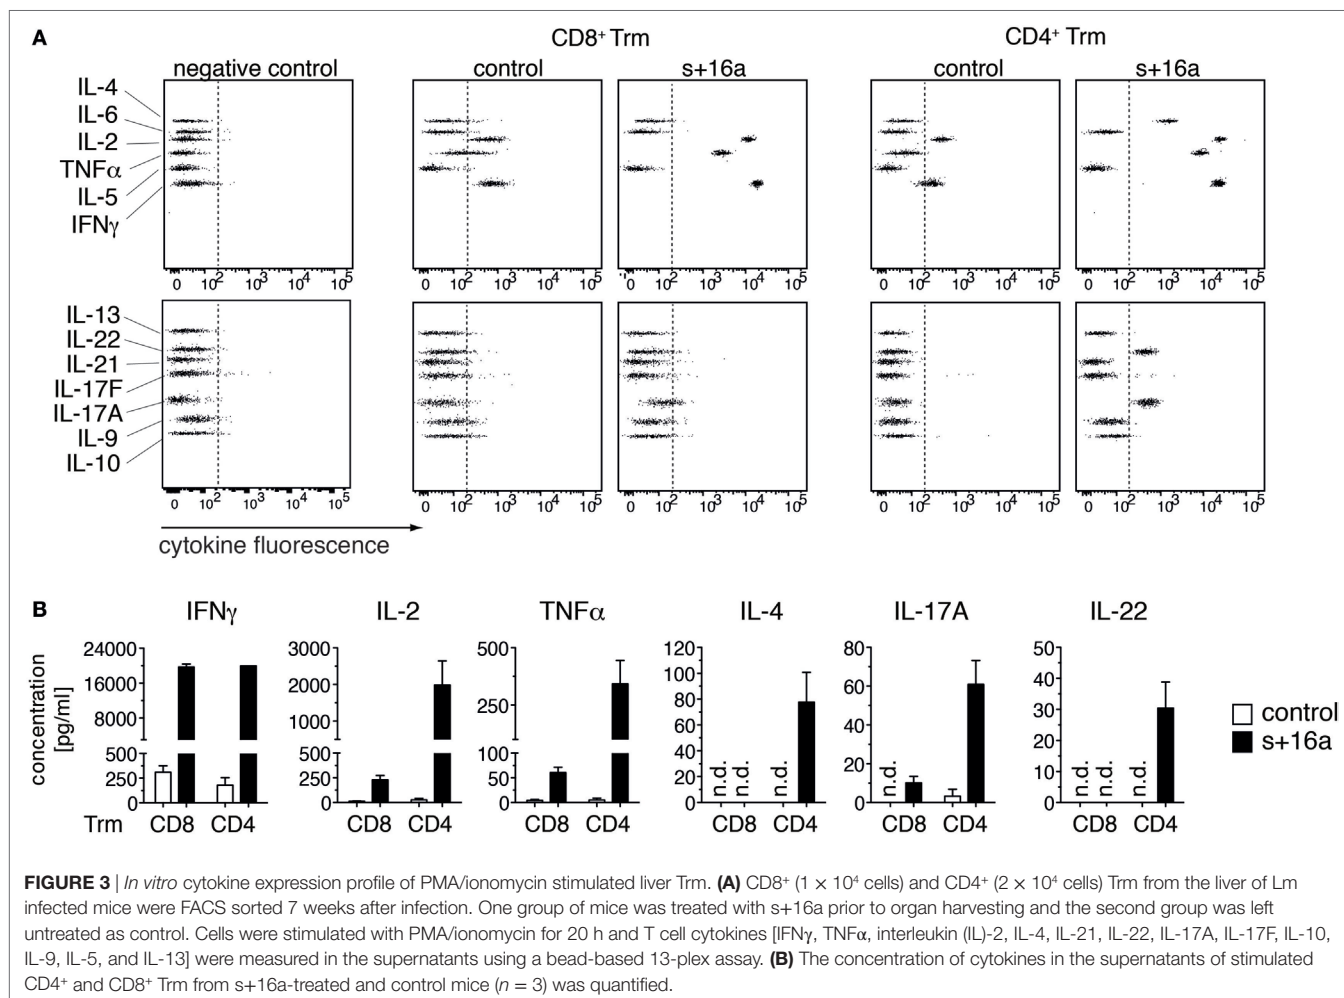 A
CD8⁺ Trm
CD4⁺ Trm
negative control
control
s+16a
control
s+16a
IL-4
IL-6
IL-2
TNFα
IL-5
IFNγ
0 10² 10³ 10⁴ 10⁵
0 10² 10³ 10⁴ 10⁵
0 10² 10³ 10⁴ 10⁵
0 10² 10³ 10⁴ 10⁵
0 10² 10³ 10⁴ 10⁵
IL-13
IL-22
IL-21
IL-17F
IL-17A
IL-9
IL-10
0 10² 10³ 10⁴ 10⁵
0 10² 10³ 10⁴ 10⁵
0 10² 10³ 10⁴ 10⁵
0 10² 10³ 10⁴ 10⁵
0 10² 10³ 10⁴ 10⁵
cytokine fluorescence
B
concentration
[pg/ml]
IFNγ
24000
16000
8000
500
250
0
Trm CD8 CD4
IL-2
3000
2000
1000
500
250
0
CD8 CD4
TNFα
500
250
100
50
0
CD8 CD4
IL-4
120
100
80
60
40
20
0
n.d. n.d. n.d.
CD8 CD4
IL-17A
80
60
40
20
0
n.d.
CD8 CD4
IL-22
50
40
30
20
10
0
n.d. n.d. n.d.
CD8 CD4
control
s+16a
FIGURE 3 | In vitro cytokine expression profile of PMA/ionomycin stimulated liver Trm. (A) CD8⁺ (1 × 10⁴ cells) and CD4⁺ (2 × 10⁴ cells) Trm from the liver of Lm
infected mice were FACS sorted 7 weeks after infection. One group of mice was treated with s+16a prior to organ harvesting and the second group was left
untreated as control. Cells were stimulated with PMA/ionomycin for 20 h and T cell cytokines [IFNγ, TNFα, interleukin (IL)-2, IL-4, IL-21, IL-22, IL-17A, IL-17F, IL-10,
IL-9, IL-5, and IL-13] were measured in the supernatants using a bead-based 13-plex assay. (B) The concentration of cytokines in the supernatants of stimulated
CD4⁺ and CD8⁺ Trm from s+16a-treated and control mice (n = 3) was quantified.